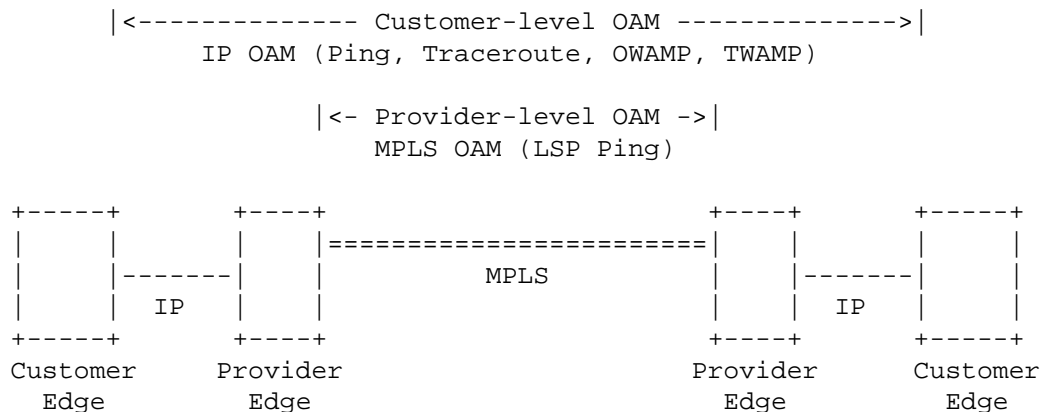 |<-------------- Customer-level OAM -------------->|
IP OAM (Ping, Traceroute, OWAMP, TWAMP)
|<- Provider-level OAM ->|
MPLS OAM (LSP Ping)
MPLS
IP IP
Customer Provider Provider Customer
Edge Edge Edge Edge